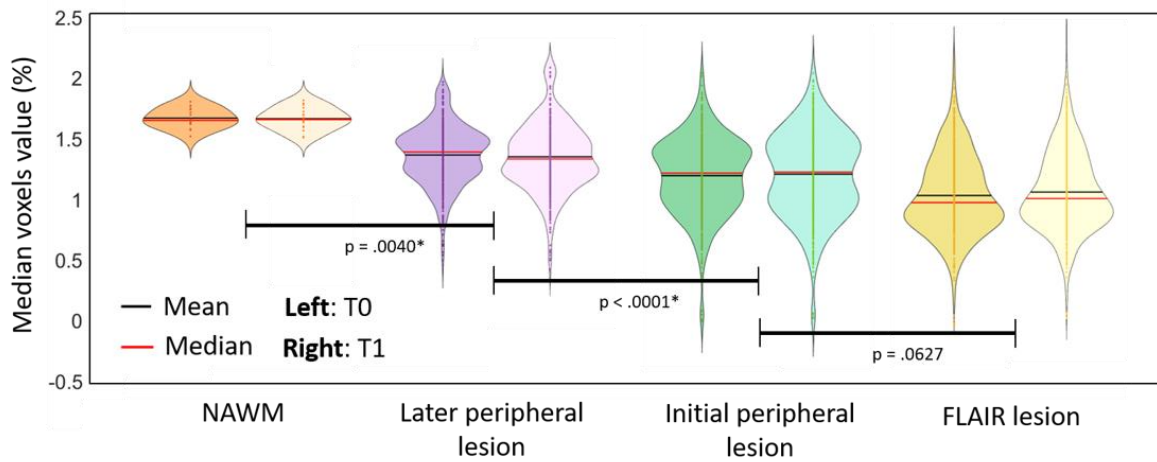 Median voxels value (%)
2.5
2
1.5
1
0.5
0
-0.5
p = .0040*
p < .0001*
p = .0627
Mean Left: T0
Median Right: T1
NAWM
Later peripheral
lesion
Initial peripheral
lesion
FLAIR lesion